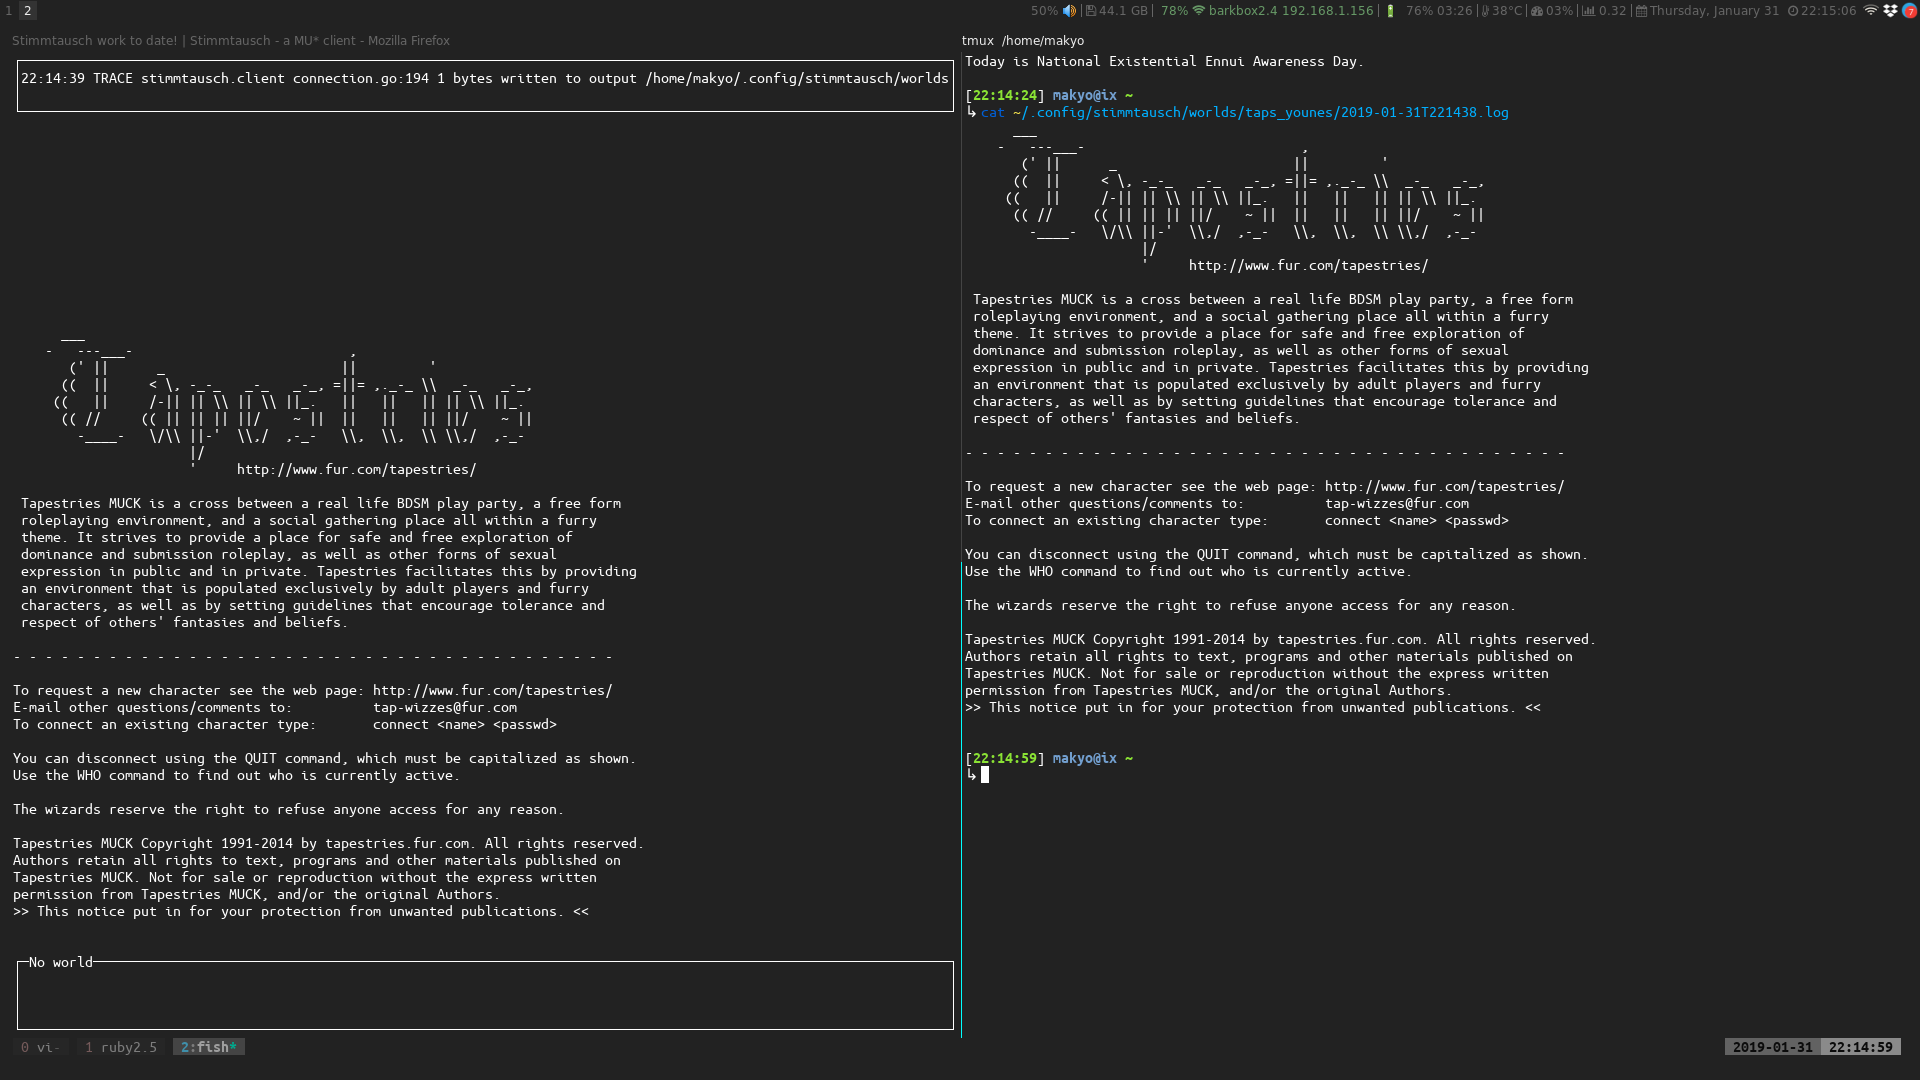 1 2
50% 44.1 GB 78% barkbox2.4 192.168.1.156 76% 03:26 38°C 03% 0.32 Thursday, January 31 22:15:06 7
Stimmtausch work to date! | Stimmtausch - a MU* client - Mozilla Firefox
22:14:39 TRACE stimmtausch.client connection.go:194 1 bytes written to output /home/makyo/.config/stimmtausch/worlds
http://www.fur.com/tapestries/
Tapestries MUCK is a cross between a real life BDSM play party, a free form
roleplaying environment, and a social gathering place all within a furry
theme. It strives to provide a place for safe and free exploration of
dominance and submission roleplay, as well as other forms of sexual
expression in public and in private. Tapestries facilitates this by providing
an environment that is populated exclusively by adult players and furry
characters, as well as by setting guidelines that encourage tolerance and
respect of others' fantasies and beliefs.
- - - - - - - - - - - - - - - - - - - - - - - - - - - - - - - - - - - - - -
To request a new character see the web page: http://www.fur.com/tapestries/
E-mail other questions/comments to: tap-wizzes@fur.com
To connect an existing character type: connect <name> <passwd>
You can disconnect using the QUIT command, which must be capitalized as shown.
Use the WHO command to find out who is currently active.
The wizards reserve the right to refuse anyone access for any reason.
Tapestries MUCK Copyright 1991-2014 by tapestries.fur.com. All rights reserved.
Authors retain all rights to text, programs and other materials published on
Tapestries MUCK. Not for sale or reproduction without the express written
permission from Tapestries MUCK, and/or the original Authors.
>> This notice put in for your protection from unwanted publications. <<
No world
tmux /home/makyo
Today is National Existential Ennui Awareness Day.
[22:14:24] makyo@ix ~
↳ cat ~/.config/stimmtausch/worlds/taps_younes/2019-01-31T221438.log
http://www.fur.com/tapestries/
Tapestries MUCK is a cross between a real life BDSM play party, a free form
roleplaying environment, and a social gathering place all within a furry
theme. It strives to provide a place for safe and free exploration of
dominance and submission roleplay, as well as other forms of sexual
expression in public and in private. Tapestries facilitates this by providing
an environment that is populated exclusively by adult players and furry
characters, as well as by setting guidelines that encourage tolerance and
respect of others' fantasies and beliefs.
- - - - - - - - - - - - - - - - - - - - - - - - - - - - - - - - - - - - - -
To request a new character see the web page: http://www.fur.com/tapestries/
E-mail other questions/comments to: tap-wizzes@fur.com
To connect an existing character type: connect <name> <passwd>
You can disconnect using the QUIT command, which must be capitalized as shown.
Use the WHO command to find out who is currently active.
The wizards reserve the right to refuse anyone access for any reason.
Tapestries MUCK Copyright 1991-2014 by tapestries.fur.com. All rights reserved.
Authors retain all rights to text, programs and other materials published on
Tapestries MUCK. Not for sale or reproduction without the express written
permission from Tapestries MUCK, and/or the original Authors.
>> This notice put in for your protection from unwanted publications. <<
[22:14:59] makyo@ix ~
↳
0 vi- 1 ruby2.5 2:fish* 2019-01-31 22:14:59